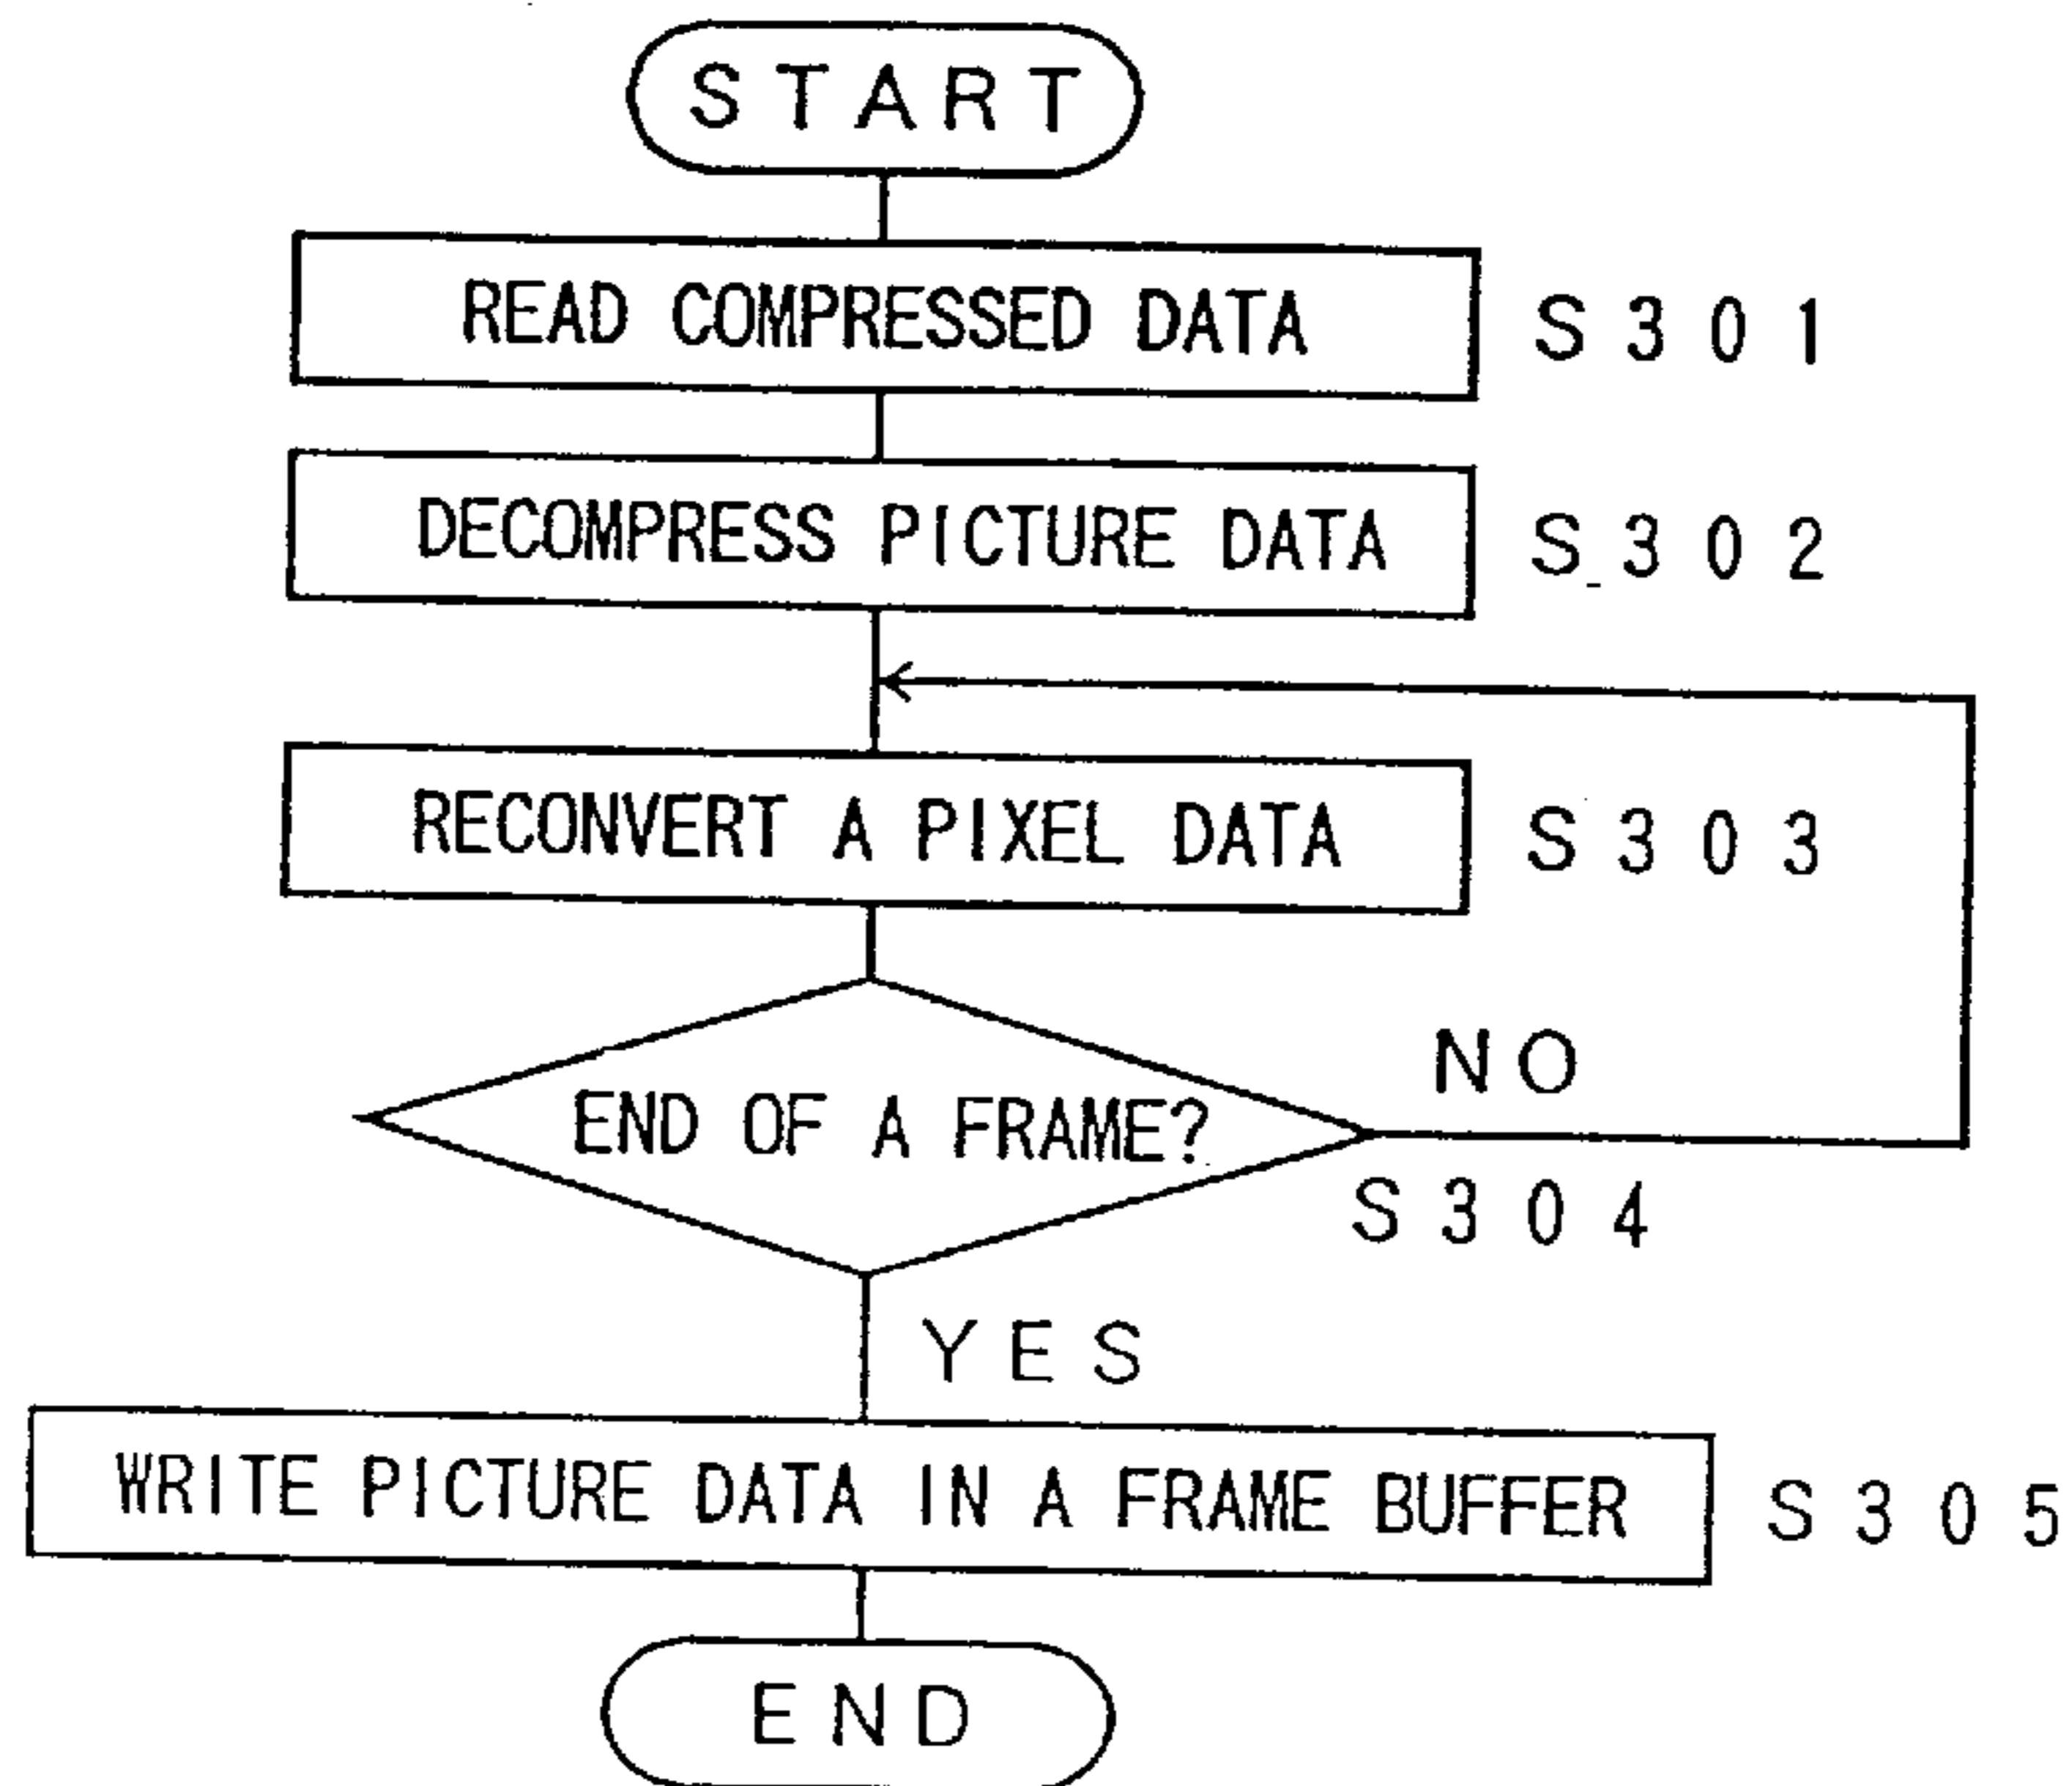 START
READ COMPRESSED DATA S301
DECOMPRESS PICTURE DATA S302
RECONVERT A PIXEL DATA S303
NO
END OF A FRAME?
S304
YES
WRITE PICTURE DATA IN A FRAME BUFFER S305
END